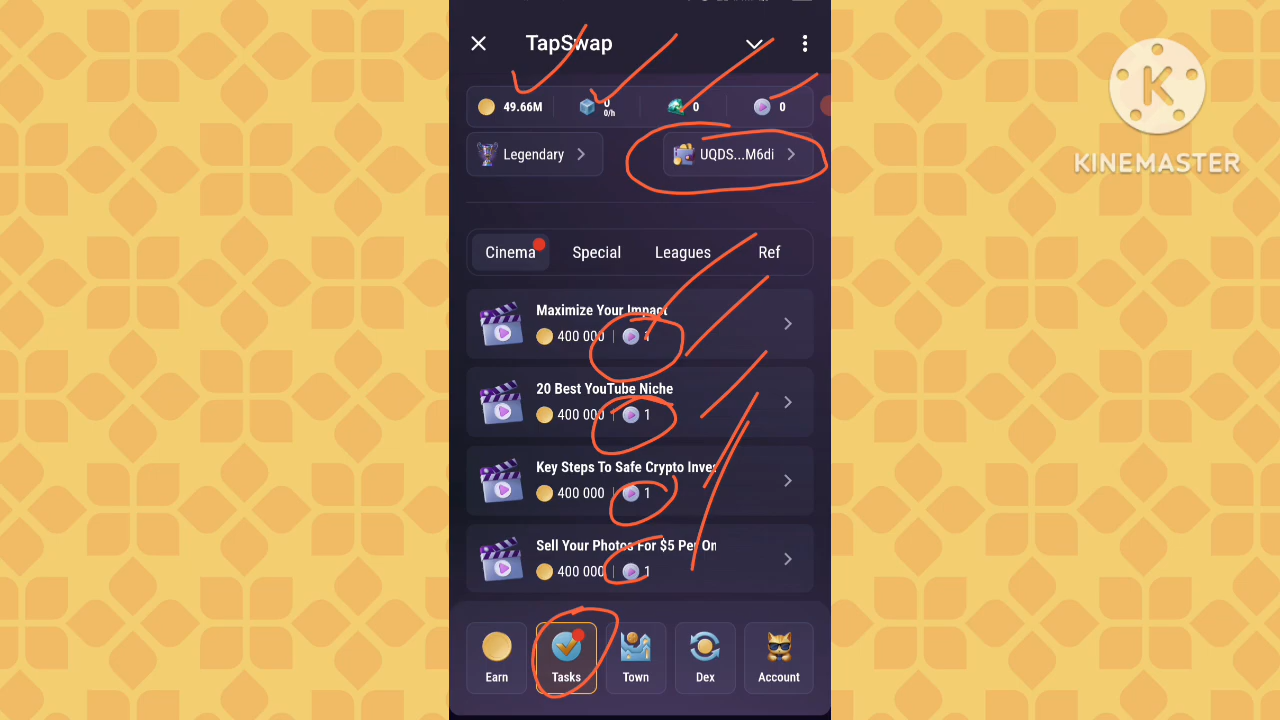 TapSwap
49.66M
0
0/h
0
0
K
KINEMASTER
Legendary
UQDS...M6di
Cinema
Special
Leagues
Ref
Maximize Your Impact
400 000
1
20 Best YouTube Niche
400 000
1
Key Steps To Safe Crypto Inves
400 000
1
Sell Your Photos For $5 Per On
400 000
1
Earn
Tasks
Town
Dex
Account